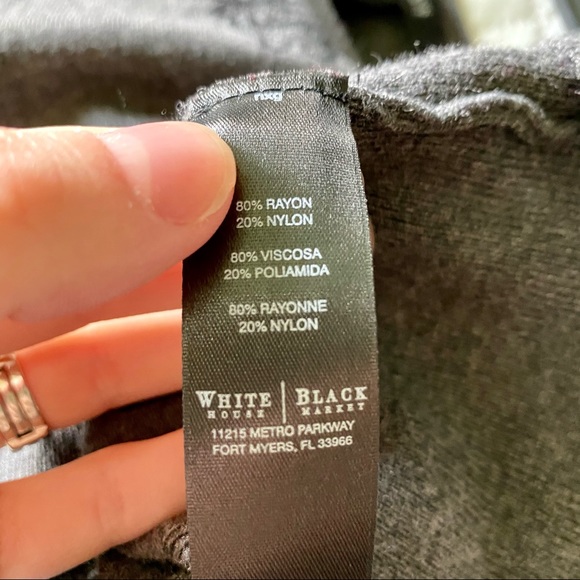 nxg
80% RAYON
20% NYLON
80% VISCOSA
20% POLIAMIDA
80% RAYONNE
20% NYLON
WHITE | BLACK
HOUSE | MARKET
11215 METRO PARKWAY
FORT MYERS, FL 33966